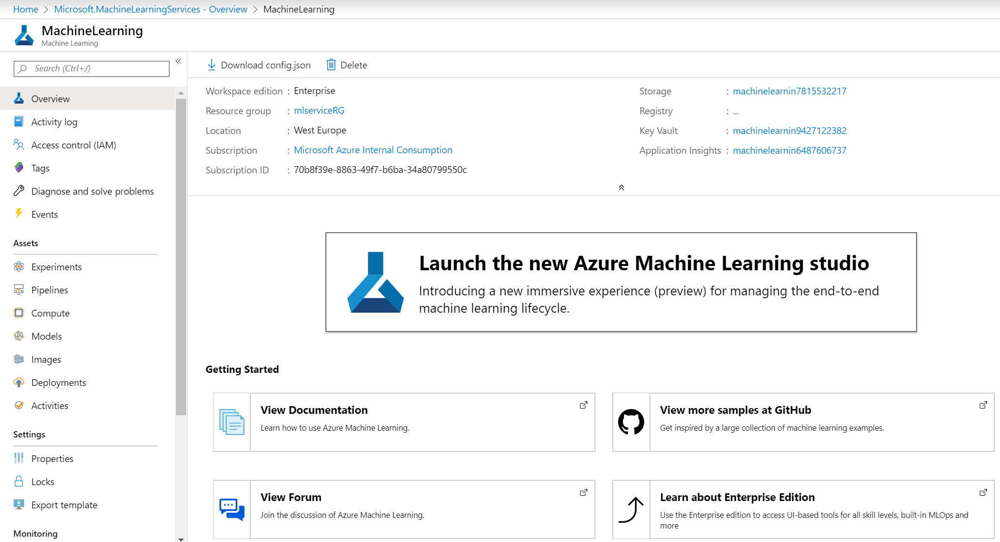 Home > Microsoft.MachineLearningServices - Overview > MachineLearning
MachineLearning
Machine Learning
Search (Ctrl+/)
Overview
Activity log
Access control (IAM)
Tags
Diagnose and solve problems
Events
Assets
Experiments
Pipelines
Compute
Models
Images
Deployments
Activities
Settings
Properties
Locks
Export template
Monitoring
Download config.json
Delete
Workspace edition : Enterprise
Resource group : mlserviceRG
Location : West Europe
Subscription : Microsoft Azure Internal Consumption
Subscription ID : 70b8f39e-8863-49f7-b6ba-34a80799550c
Storage : machinelearnin7815532217
Registry : ...
Key Vault : machinelearnin9427122382
Application Insights : machinelearnin6487606737
Launch the new Azure Machine Learning studio
Introducing a new immersive experience (preview) for managing the end-to-end
machine learning lifecycle.
Getting Started
View Documentation
Learn how to use Azure Machine Learning.
View more samples at GitHub
Get inspired by a large collection of machine learning examples.
View Forum
Join the discussion of Azure Machine Learning.
Learn about Enterprise Edition
Use the Enterprise edition to access UI-based tools for all skill levels, built-in MLOps and
more